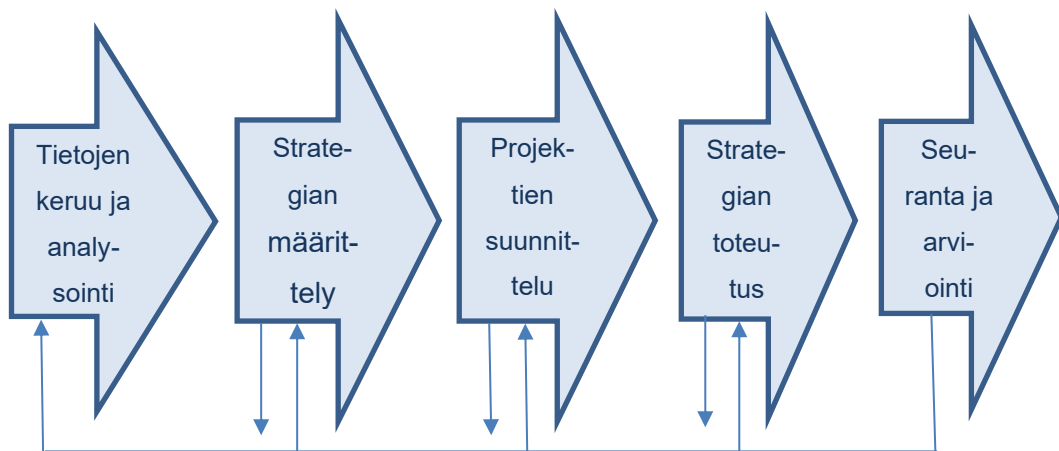 Tietojen
keruu ja
analy-
sointi
Strate-
gian
määrit-
tely
Projek-
tien
suunnit-
telu
Strate-
gian
toteu-
tus
Seu-
ranta ja
arvi-
ointi